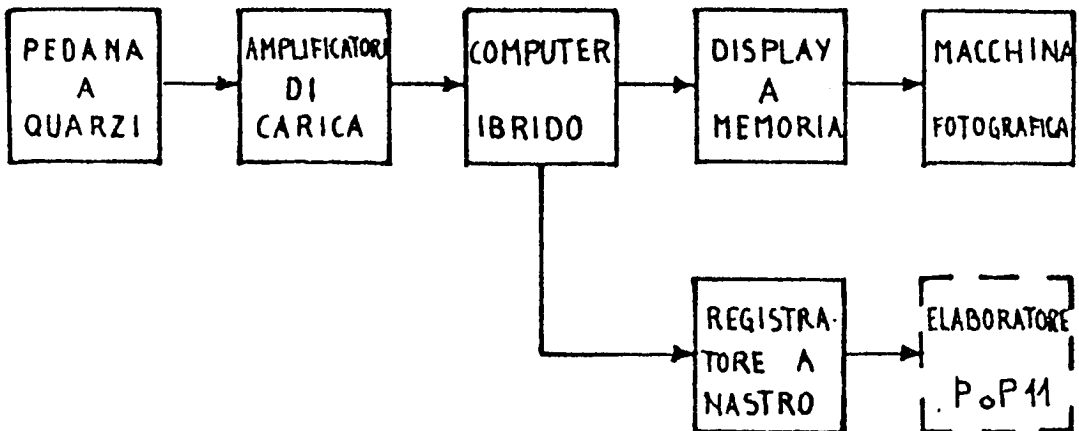 PEDANA
A
QUARZI
AMPLIFICATORI
DI
CARICA
COMPUTER
IBRIDO
DISPLAY
A
MEMORIA
MACCHINA
FOTOGRAFICA
REGISTRA-
TORE A
NASTRO
ELABORATORE
PoP11